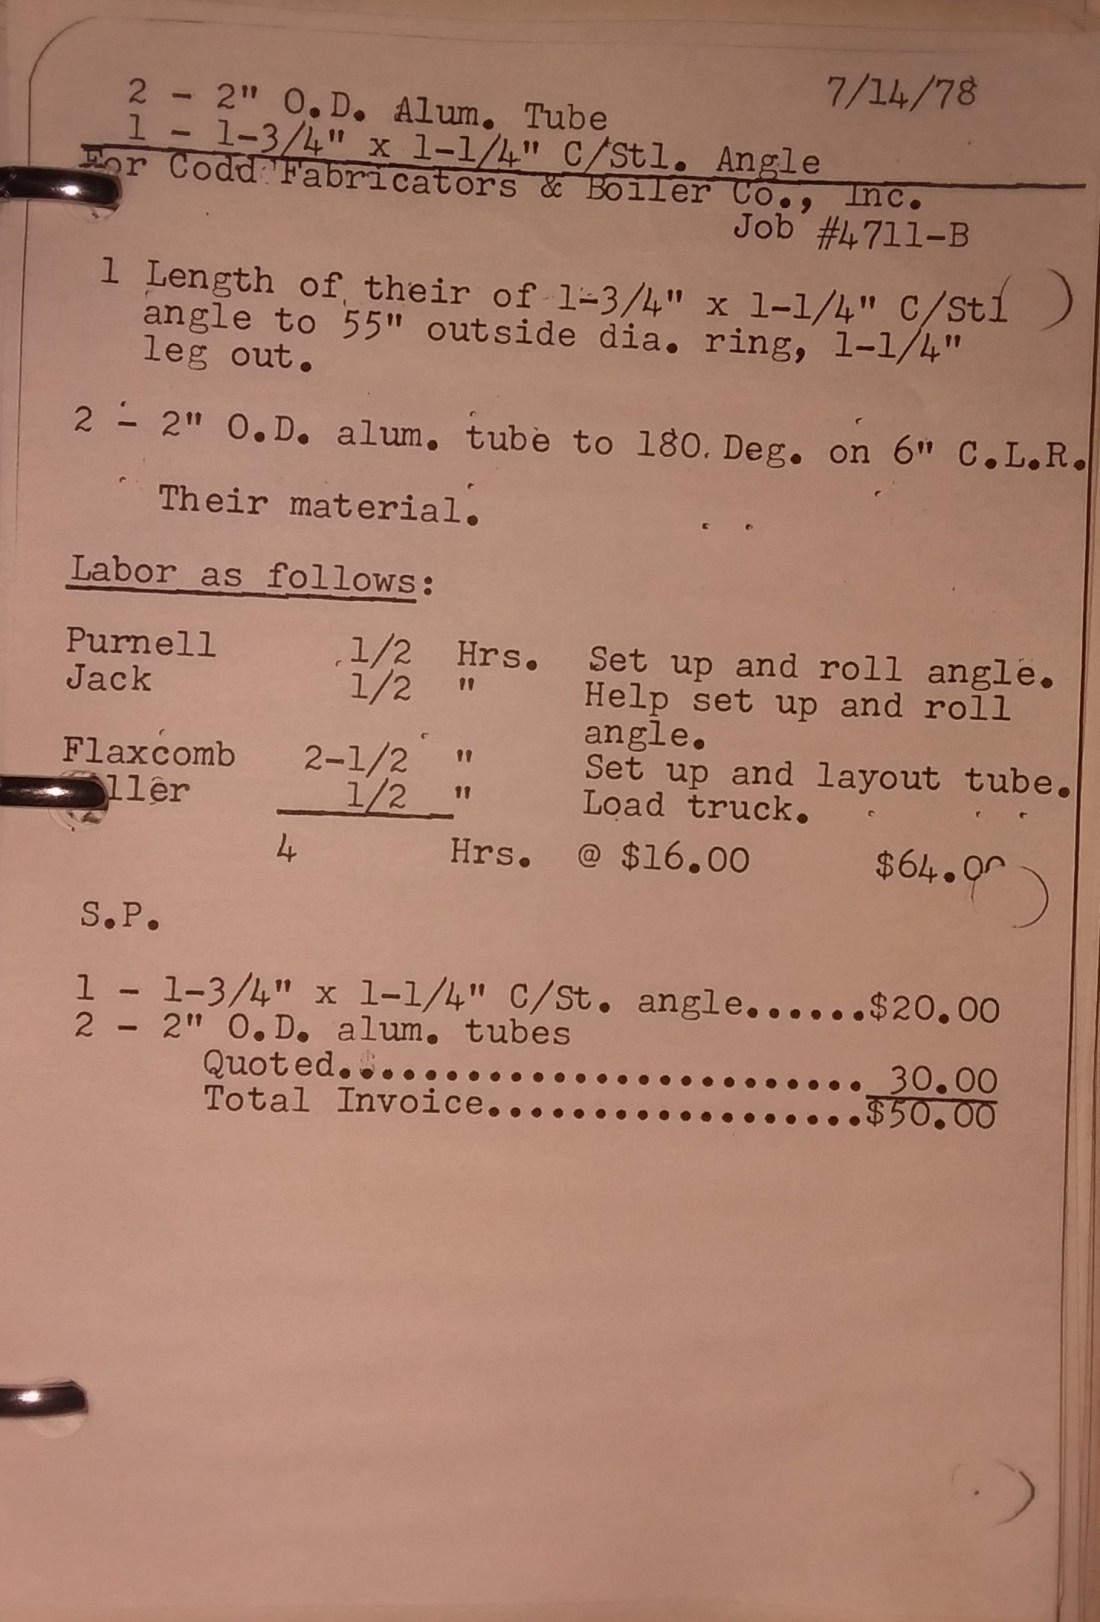 7/14/78
2 - 2" O.D. Alum. Tube
1 - 1-3/4" x 1-1/4" C/Stl. Angle
For Codd Fabricators & Boiler Co., Inc.
Job #4711-B
1 Length of their of 1-3/4" x 1-1/4" C/Stl
angle to 55" outside dia. ring, 1-1/4"
leg out.
2 - 2" O.D. alum. tube to 180 Deg. on 6" C.L.R.
Their material.
Labor as follows:
Purnell 1/2 Hrs. Set up and roll angle.
Jack 1/2 " Help set up and roll
angle.
Flaxcomb 2-1/2 " Set up and layout tube.
1/2 " Load truck.
4 Hrs. @ $16.00 $64.00
S.P.
1 - 1-3/4" x 1-1/4" C/St. angle......$20.00
2 - 2" O.D. alum. tubes
Quoted......................... 30.00
Total Invoice..................$50.00